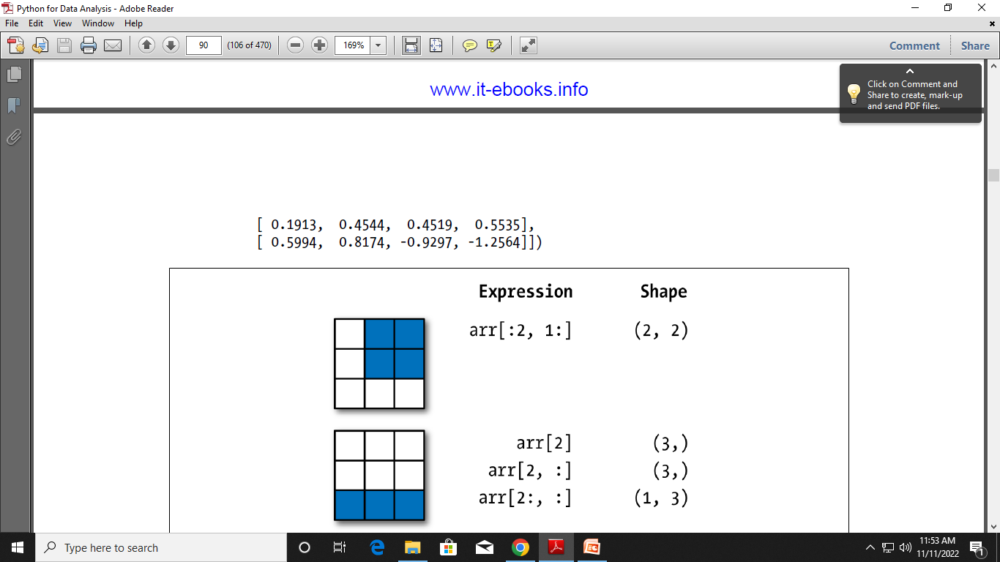 Python for Data Analysis - Adobe Reader
File Edit View Window Help
90 (106 of 470) 169% Comment Share
www.it-ebooks.info
Click on Comment and
Share to create, mark-up
and send PDF files.
[ 0.1913, 0.4544, 0.4519, 0.5535],
[ 0.5994, 0.8174, -0.9297, -1.2564]])
Expression Shape
arr[:2, 1:] (2, 2)
arr[2] (3,)
arr[2, :] (3,)
arr[2:, :] (1, 3)
Type here to search
11:53 AM
11/11/2022
1